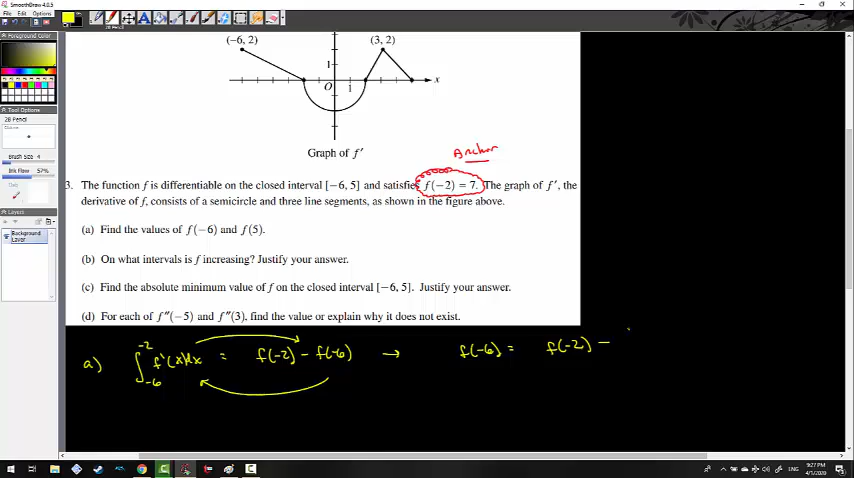 SmoothDraw 4.0.5
File Edit Options
Foreground Color
Tool Options
2B Pencil
Brush Size 4
Ink Flow 57%
Layers
Background Layer
2B Pencil
(−6, 2)
(3, 2)
1
O
1
x
Graph of f′
Anchor
3. The function f is differentiable on the closed interval [−6, 5] and satisfies f(−2) = 7. The graph of f′, the
derivative of f, consists of a semicircle and three line segments, as shown in the figure above.
(a) Find the values of f(−6) and f(5).
(b) On what intervals is f increasing? Justify your answer.
(c) Find the absolute minimum value of f on the closed interval [−6, 5]. Justify your answer.
(d) For each of f″(−5) and f″(3), find the value or explain why it does not exist.
a) ∫₋₆⁻² f'(x)dx = f(-2) - f(-6) → f(-6) = f(-2) -
ENG
9:27 PM
4/1/2020